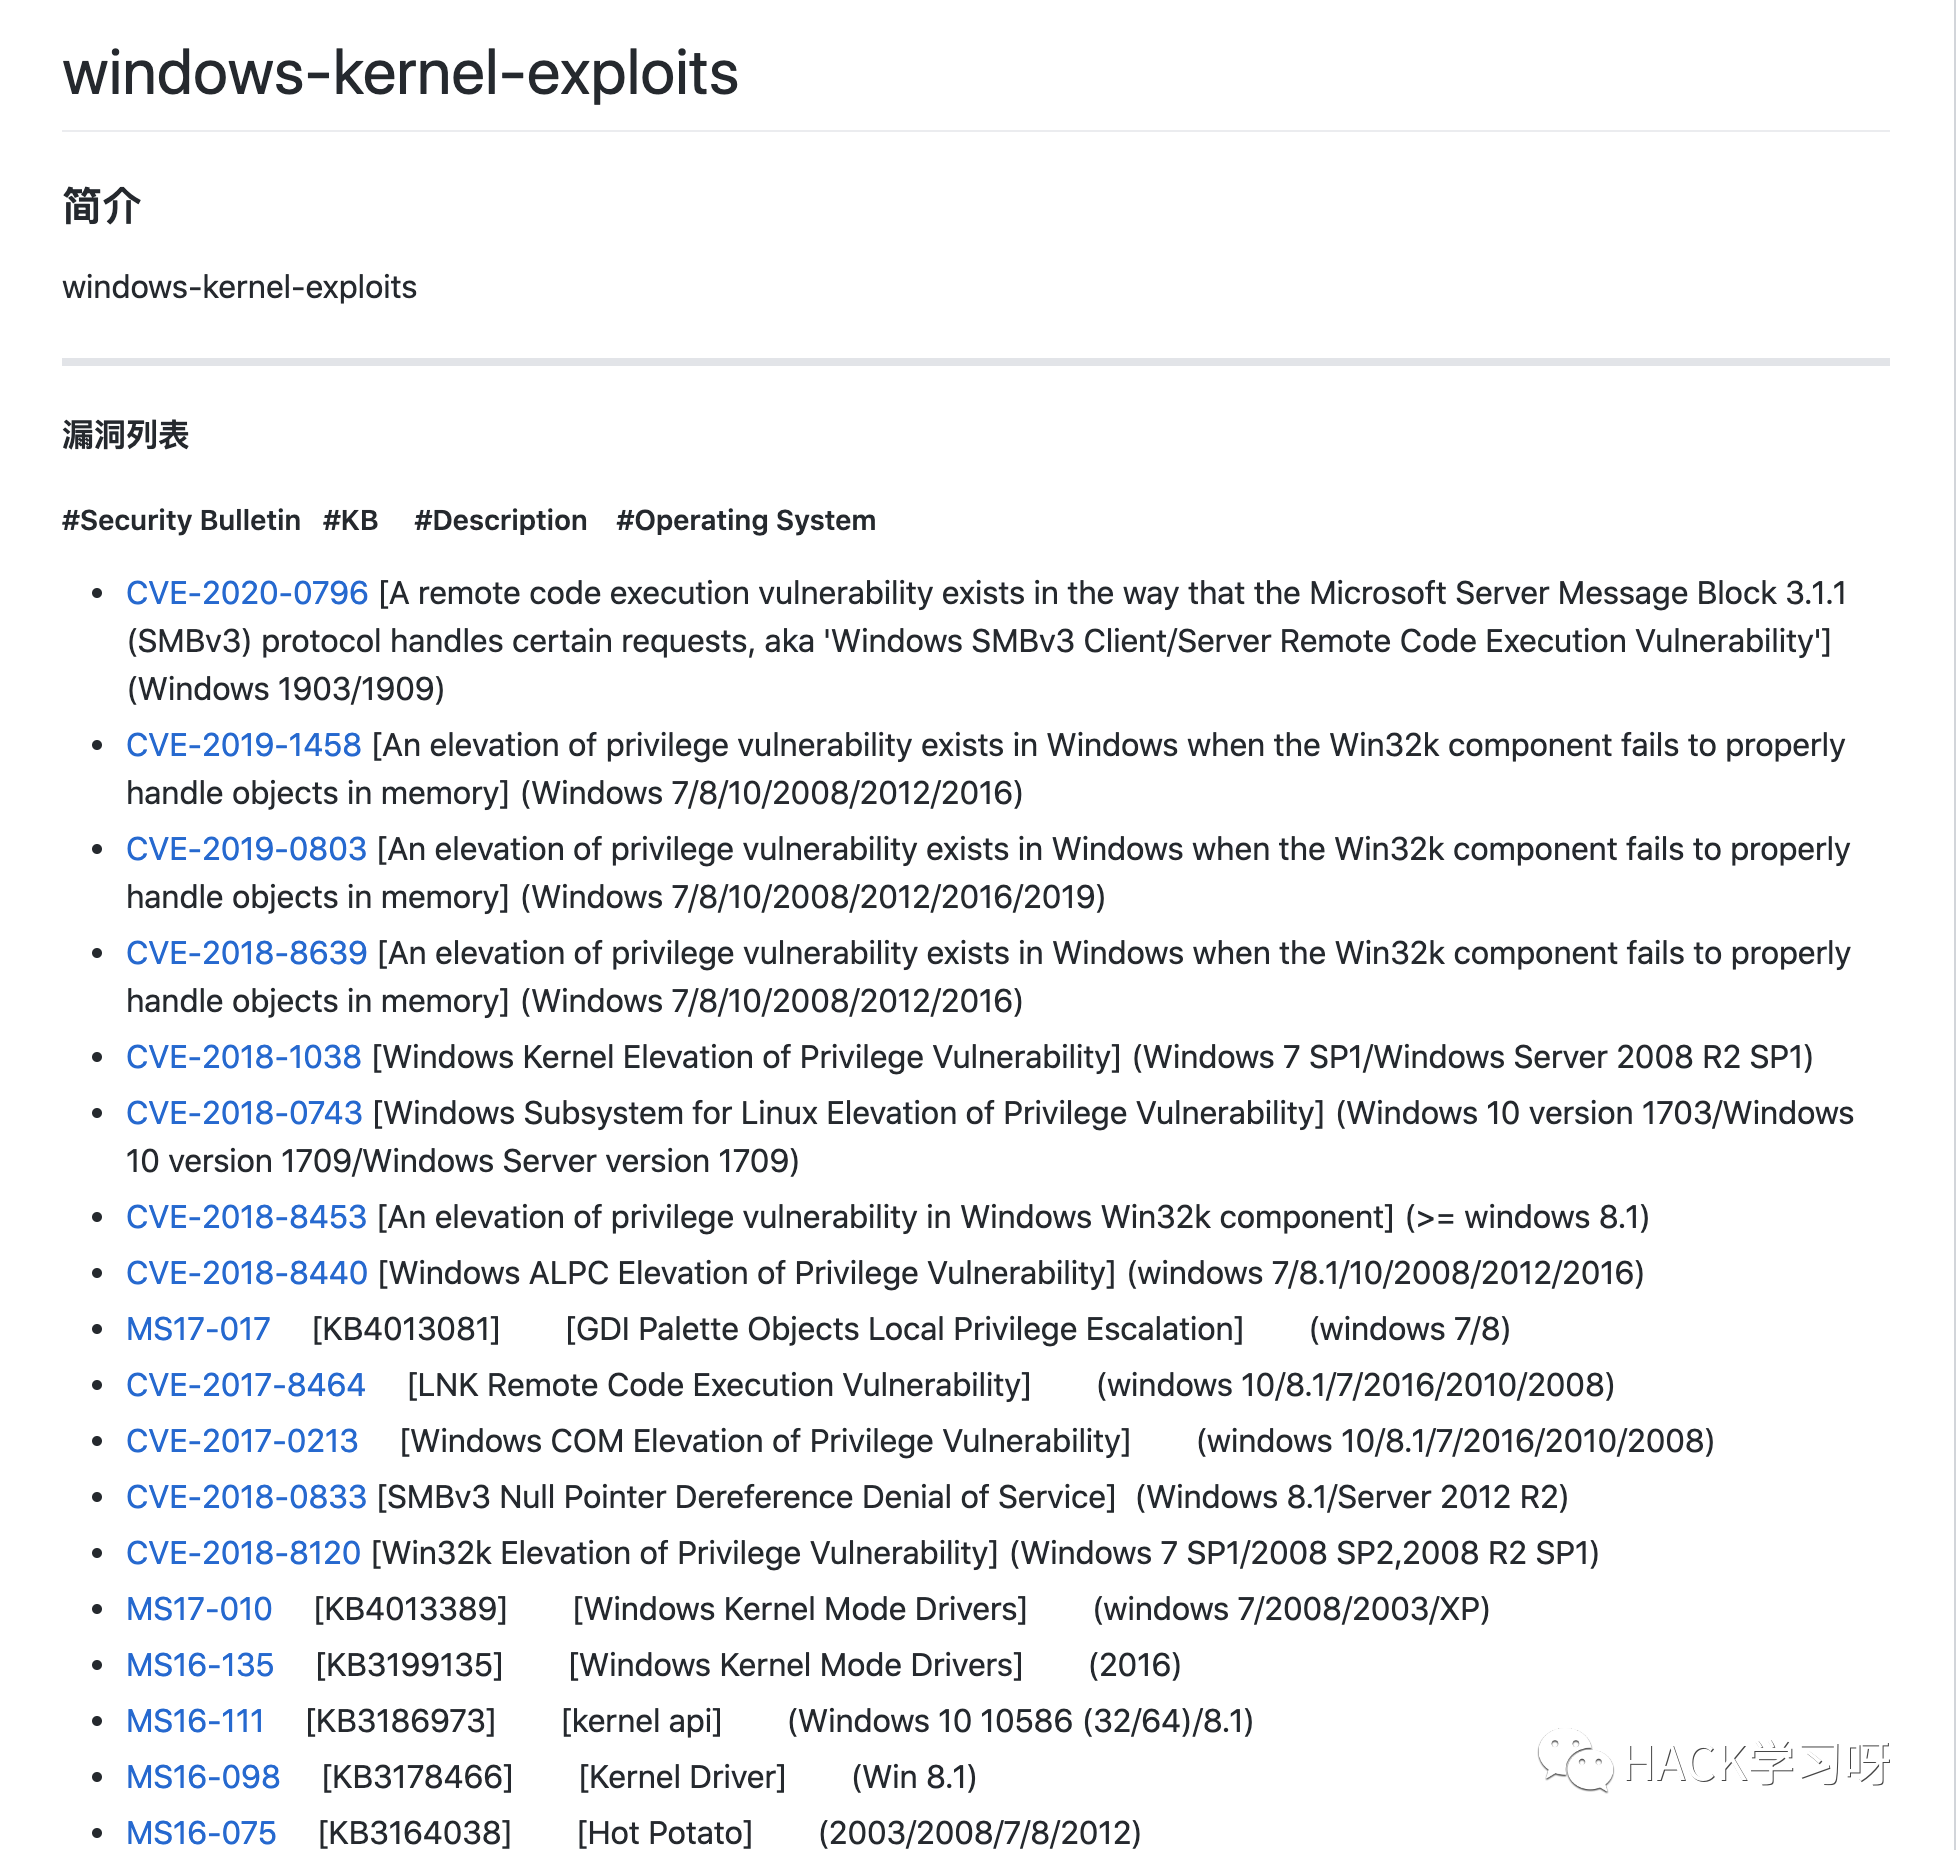 windows-kernel-exploits
简介
windows-kernel-exploits
漏洞列表
#Security Bulletin #KB #Description #Operating System
• CVE-2020-0796 [A remote code execution vulnerability exists in the way that the Microsoft Server Message Block 3.1.1
(SMBv3) protocol handles certain requests, aka 'Windows SMBv3 Client/Server Remote Code Execution Vulnerability']
(Windows 1903/1909)
• CVE-2019-1458 [An elevation of privilege vulnerability exists in Windows when the Win32k component fails to properly
handle objects in memory] (Windows 7/8/10/2008/2012/2016)
• CVE-2019-0803 [An elevation of privilege vulnerability exists in Windows when the Win32k component fails to properly
handle objects in memory] (Windows 7/8/10/2008/2012/2016/2019)
• CVE-2018-8639 [An elevation of privilege vulnerability exists in Windows when the Win32k component fails to properly
handle objects in memory] (Windows 7/8/10/2008/2012/2016)
• CVE-2018-1038 [Windows Kernel Elevation of Privilege Vulnerability] (Windows 7 SP1/Windows Server 2008 R2 SP1)
• CVE-2018-0743 [Windows Subsystem for Linux Elevation of Privilege Vulnerability] (Windows 10 version 1703/Windows
10 version 1709/Windows Server version 1709)
• CVE-2018-8453 [An elevation of privilege vulnerability in Windows Win32k component] (>= windows 8.1)
• CVE-2018-8440 [Windows ALPC Elevation of Privilege Vulnerability] (windows 7/8.1/10/2008/2012/2016)
• MS17-017 [KB4013081] [GDI Palette Objects Local Privilege Escalation] (windows 7/8)
• CVE-2017-8464 [LNK Remote Code Execution Vulnerability] (windows 10/8.1/7/2016/2010/2008)
• CVE-2017-0213 [Windows COM Elevation of Privilege Vulnerability] (windows 10/8.1/7/2016/2010/2008)
• CVE-2018-0833 [SMBv3 Null Pointer Dereference Denial of Service] (Windows 8.1/Server 2012 R2)
• CVE-2018-8120 [Win32k Elevation of Privilege Vulnerability] (Windows 7 SP1/2008 SP2,2008 R2 SP1)
• MS17-010 [KB4013389] [Windows Kernel Mode Drivers] (windows 7/2008/2003/XP)
• MS16-135 [KB3199135] [Windows Kernel Mode Drivers] (2016)
• MS16-111 [KB3186973] [kernel api] (Windows 10 10586 (32/64)/8.1)
• MS16-098 [KB3178466] [Kernel Driver] (Win 8.1)
• MS16-075 [KB3164038] [Hot Potato] (2003/2008/7/8/2012)
HACK学习呀